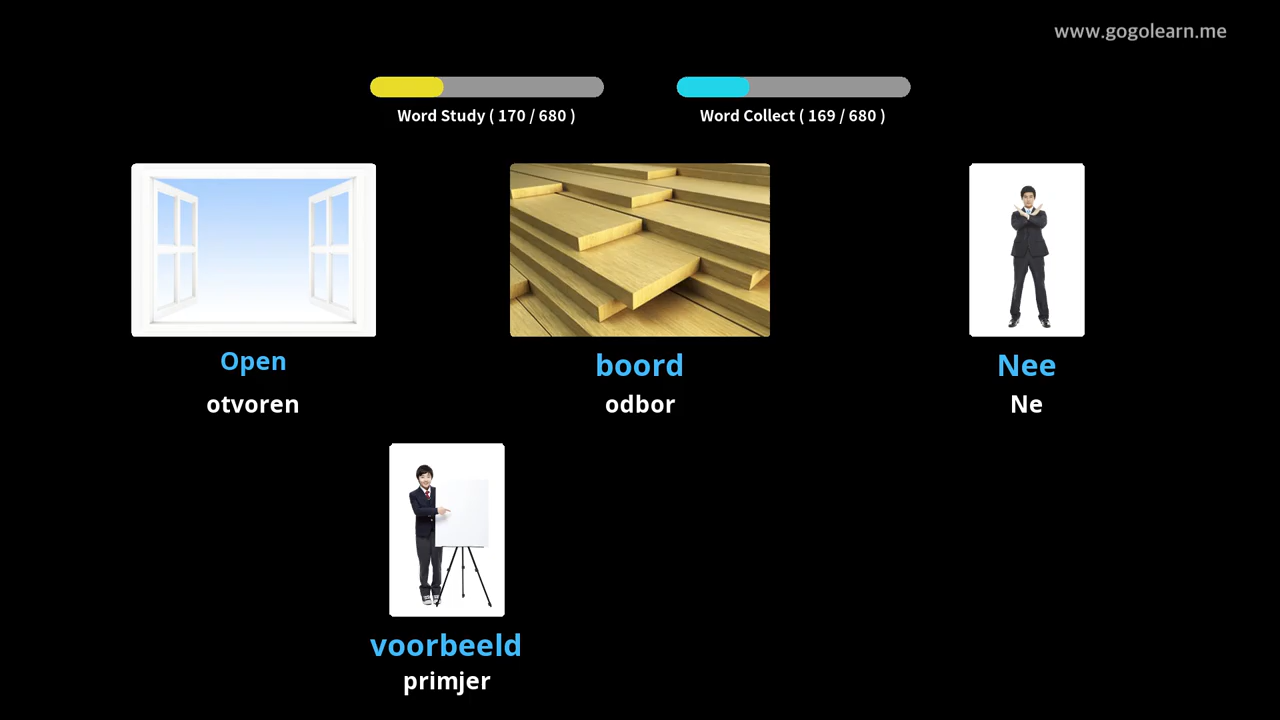 www.gogolearn.me
Word Study ( 170 / 680 )
Word Collect ( 169 / 680 )
Open
boord
Nee
otvoren
odbor
Ne
voorbeeld
primjer